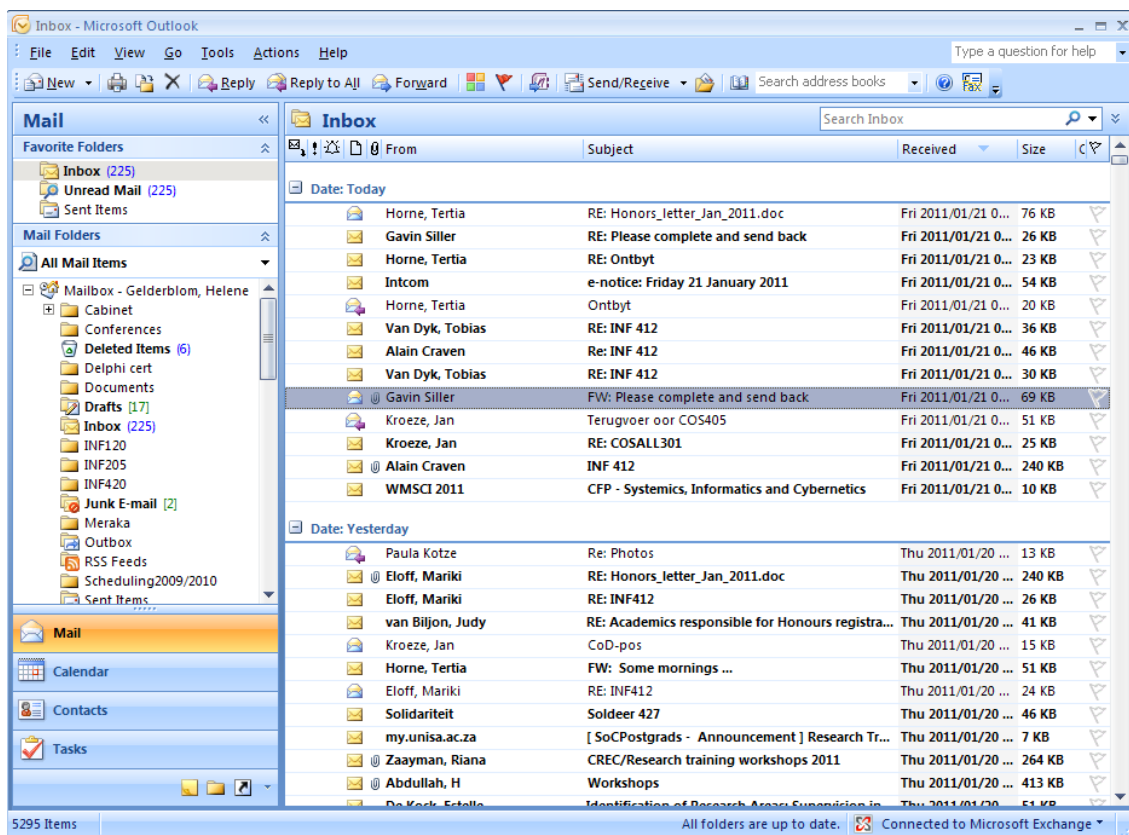 Inbox - Microsoft Outlook
File Edit View Go Tools Actions Help Type a question for help
New Reply Reply to All Forward Send/Receive Search address books Fax
Mail
Favorite Folders
Inbox (225)
Unread Mail (225)
Sent Items
Mail Folders
All Mail Items
Mailbox - Gelderblom, Helene
Cabinet
Conferences
Deleted Items (6)
Delphi cert
Documents
Drafts [17]
Inbox (225)
INF120
INF205
INF420
Junk E-mail [2]
Meraka
Outbox
RSS Feeds
Scheduling2009/2010
Sent Items
Mail
Calendar
Contacts
Tasks
Inbox Search Inbox
From Subject Received Size C
Date: Today
Horne, Tertia RE: Honors_letter_Jan_2011.doc Fri 2011/01/21 0... 76 KB
Gavin Siller RE: Please complete and send back Fri 2011/01/21 0... 26 KB
Horne, Tertia RE: Ontbyt Fri 2011/01/21 0... 23 KB
Intcom e-notice: Friday 21 January 2011 Fri 2011/01/21 0... 54 KB
Horne, Tertia Ontbyt Fri 2011/01/21 0... 20 KB
Van Dyk, Tobias RE: INF 412 Fri 2011/01/21 0... 36 KB
Alain Craven Re: INF 412 Fri 2011/01/21 0... 46 KB
Van Dyk, Tobias RE: INF 412 Fri 2011/01/21 0... 30 KB
Gavin Siller FW: Please complete and send back Fri 2011/01/21 0... 69 KB
Kroeze, Jan Terugvoer oor COS405 Fri 2011/01/21 0... 51 KB
Kroeze, Jan RE: COSALL301 Fri 2011/01/21 0... 25 KB
Alain Craven INF 412 Fri 2011/01/21 0... 240 KB
WMSCI 2011 CFP - Systemics, Informatics and Cybernetics Fri 2011/01/21 0... 10 KB
Date: Yesterday
Paula Kotze Re: Photos Thu 2011/01/20 ... 13 KB
Eloff, Mariki RE: Honors_letter_Jan_2011.doc Thu 2011/01/20 ... 240 KB
Eloff, Mariki RE: INF412 Thu 2011/01/20 ... 26 KB
van Biljon, Judy RE: Academics responsible for Honours registra... Thu 2011/01/20 ... 41 KB
Kroeze, Jan CoD-pos Thu 2011/01/20 ... 15 KB
Horne, Tertia FW: Some mornings ... Thu 2011/01/20 ... 51 KB
Eloff, Mariki RE: INF412 Thu 2011/01/20 ... 24 KB
Solidariteit Soldeer 427 Thu 2011/01/20 ... 46 KB
my.unisa.ac.za [ SoCPostgrads - Announcement ] Research Tr... Thu 2011/01/20 ... 7 KB
Zaayman, Riana CREC/Research training workshops 2011 Thu 2011/01/20 ... 264 KB
Abdullah, H Workshops Thu 2011/01/20 ... 413 KB
De Kock, Estelle Identification of Research Areas: Supervision in Thu 2011/01/20 51 KB
5295 Items All folders are up to date. Connected to Microsoft Exchange